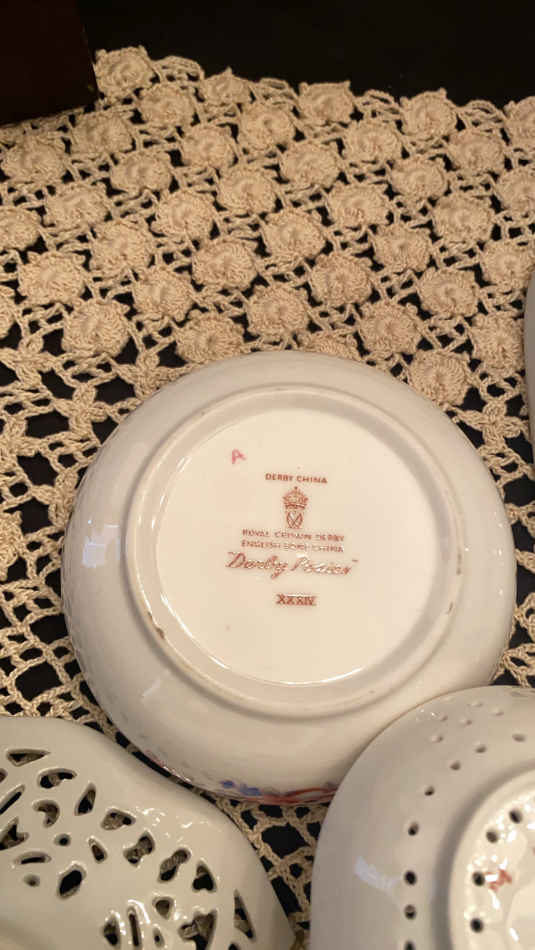 A
DERBY CHINA
ROYAL CROWN DERBY
ENGLISH BONE CHINA
"Derby Posies"
XXXIV